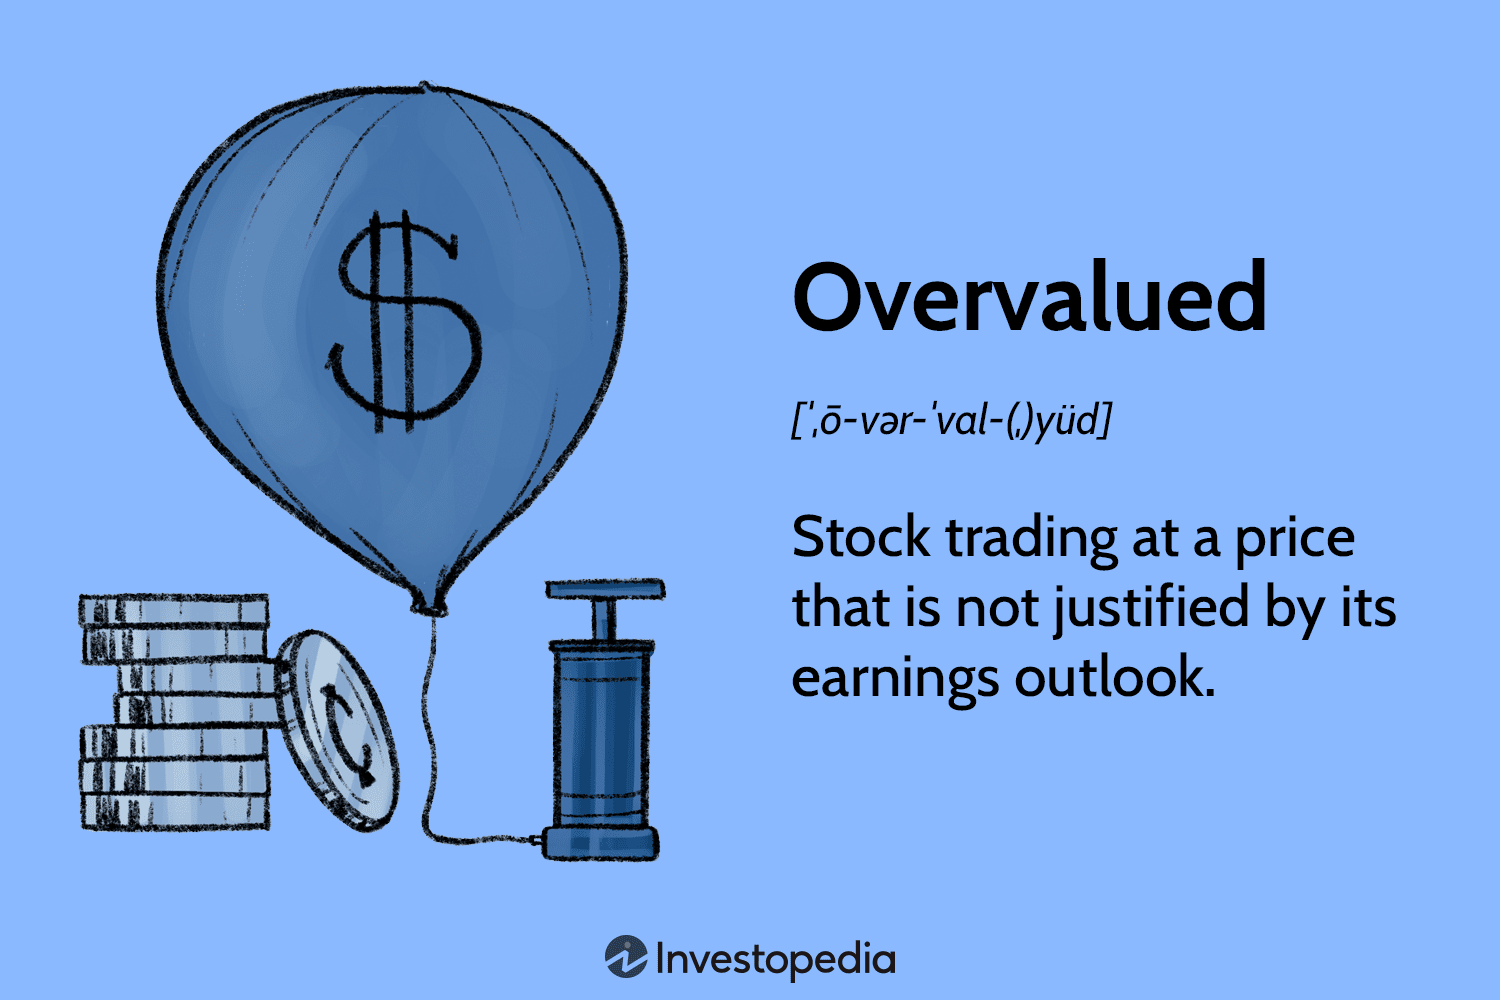 $
C
Overvalued
[ˈˌō-vər-ˈval-(ˌ)yüd]
Stock trading at a price
that is not justified by its
earnings outlook.
Investopedia